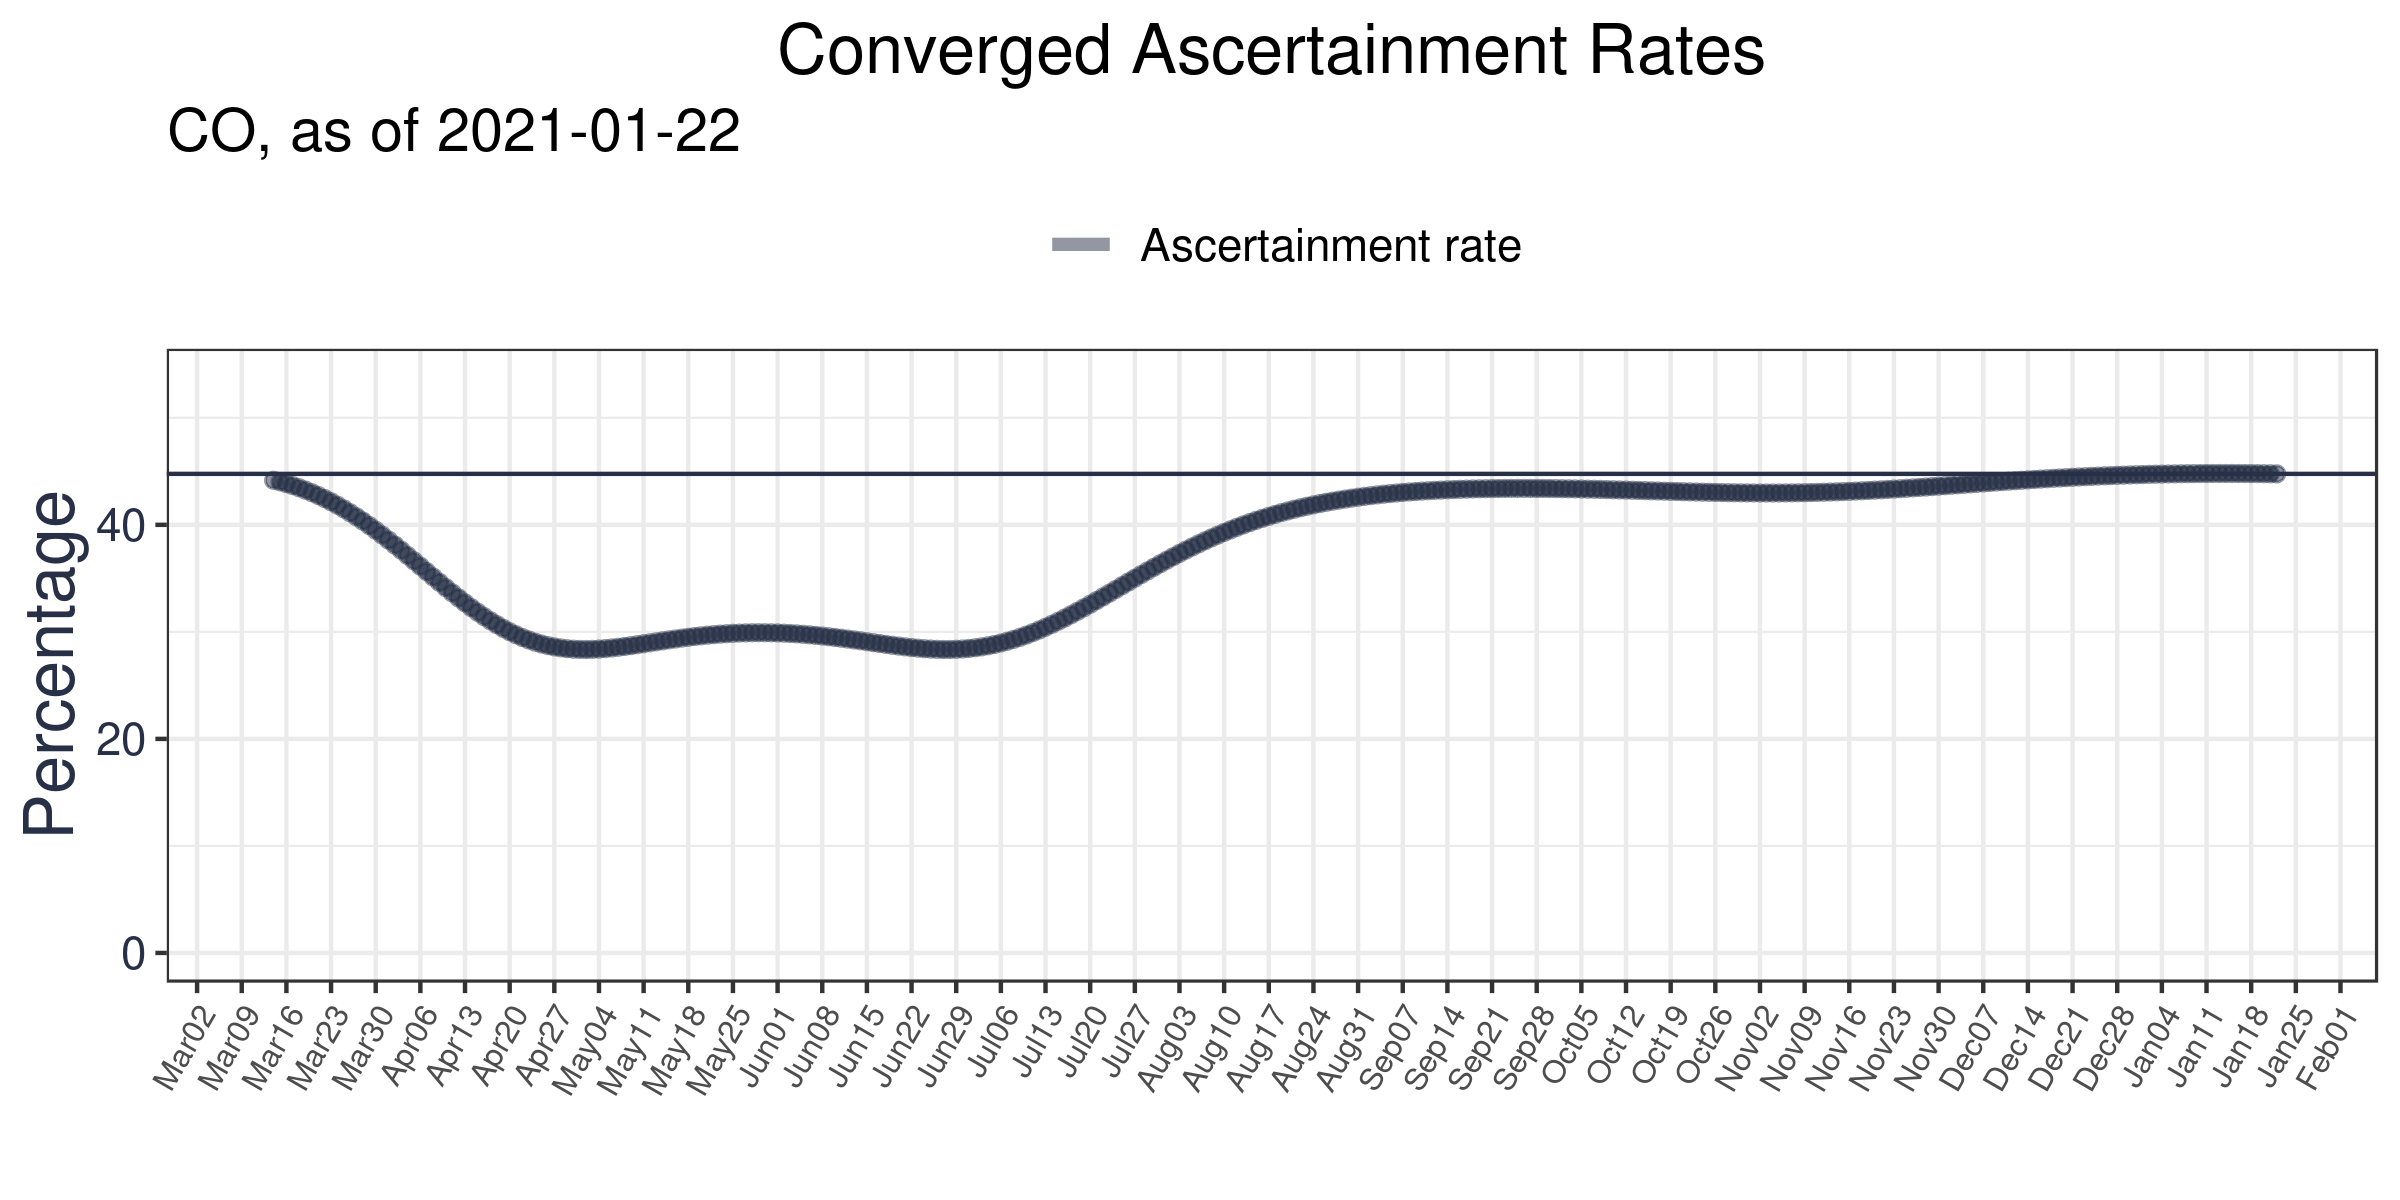 Converged Ascertainment Rates
CO, as of 2021-01-22
Ascertainment rate
Percentage
40
20
0
Mar02
Mar09
Mar16
Mar23
Mar30
Apr06
Apr13
Apr20
Apr27
May04
May11
May18
May25
Jun01
Jun08
Jun15
Jun22
Jun29
Jul06
Jul13
Jul20
Jul27
Aug03
Aug10
Aug17
Aug24
Aug31
Sep07
Sep14
Sep21
Sep28
Oct05
Oct12
Oct19
Oct26
Nov02
Nov09
Nov16
Nov23
Nov30
Dec07
Dec14
Dec21
Dec28
Jan04
Jan11
Jan18
Jan25
Feb01